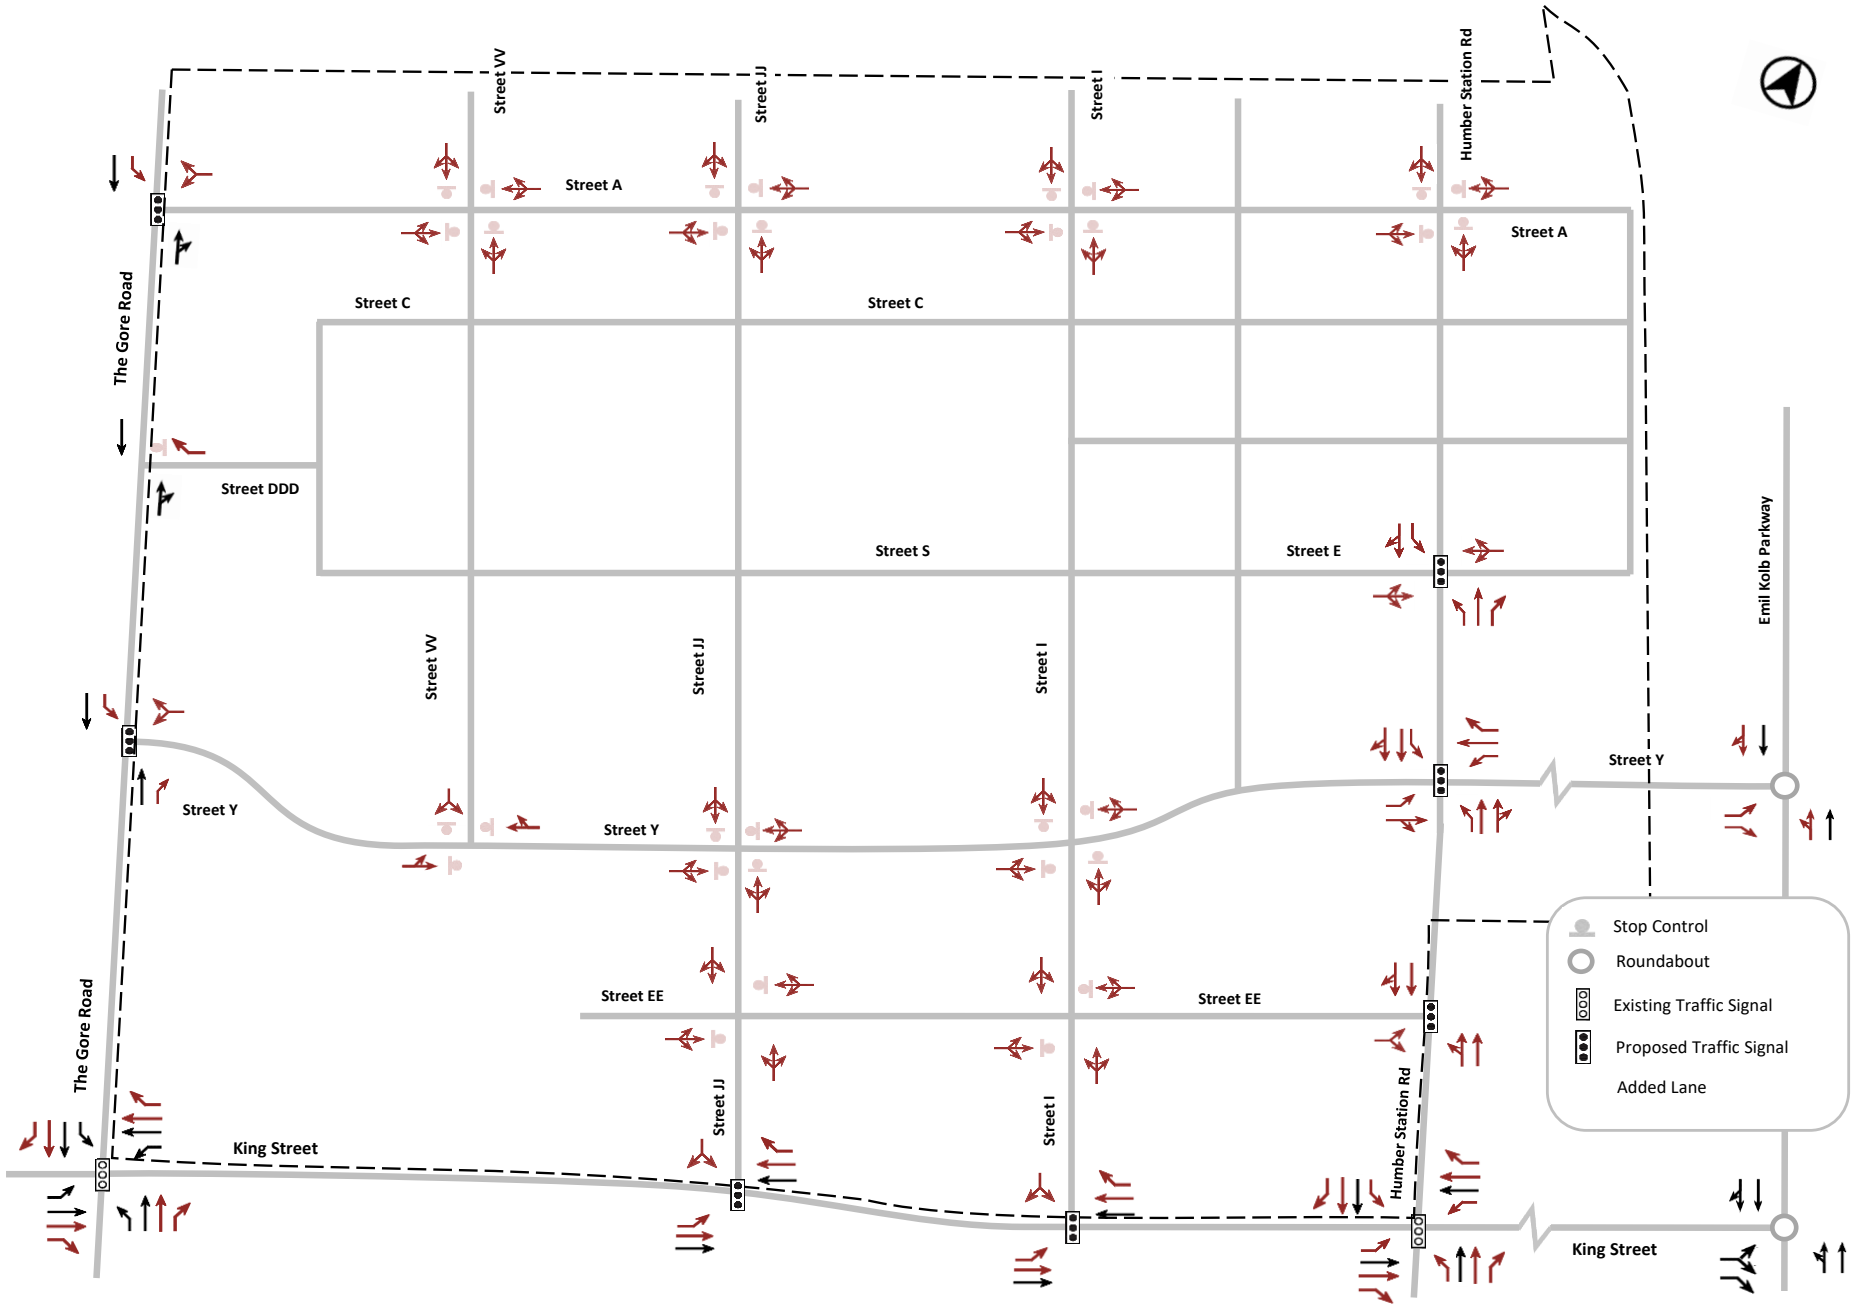 Street VV
Street JJ
Street I
Humber Station Rd
Street A
Street A
The Gore Road
Street C
Street C
Street DDD
Street S
Street E
Emil Kolb Parkway
Street VV
Street JJ
Street I
Street Y
Street Y
Street Y
Stop Control
Roundabout
Existing Traffic Signal
Proposed Traffic Signal
Added Lane
The Gore Road
Street EE
Street EE
Street JJ
Street I
Humber Station Rd
King Street
King Street